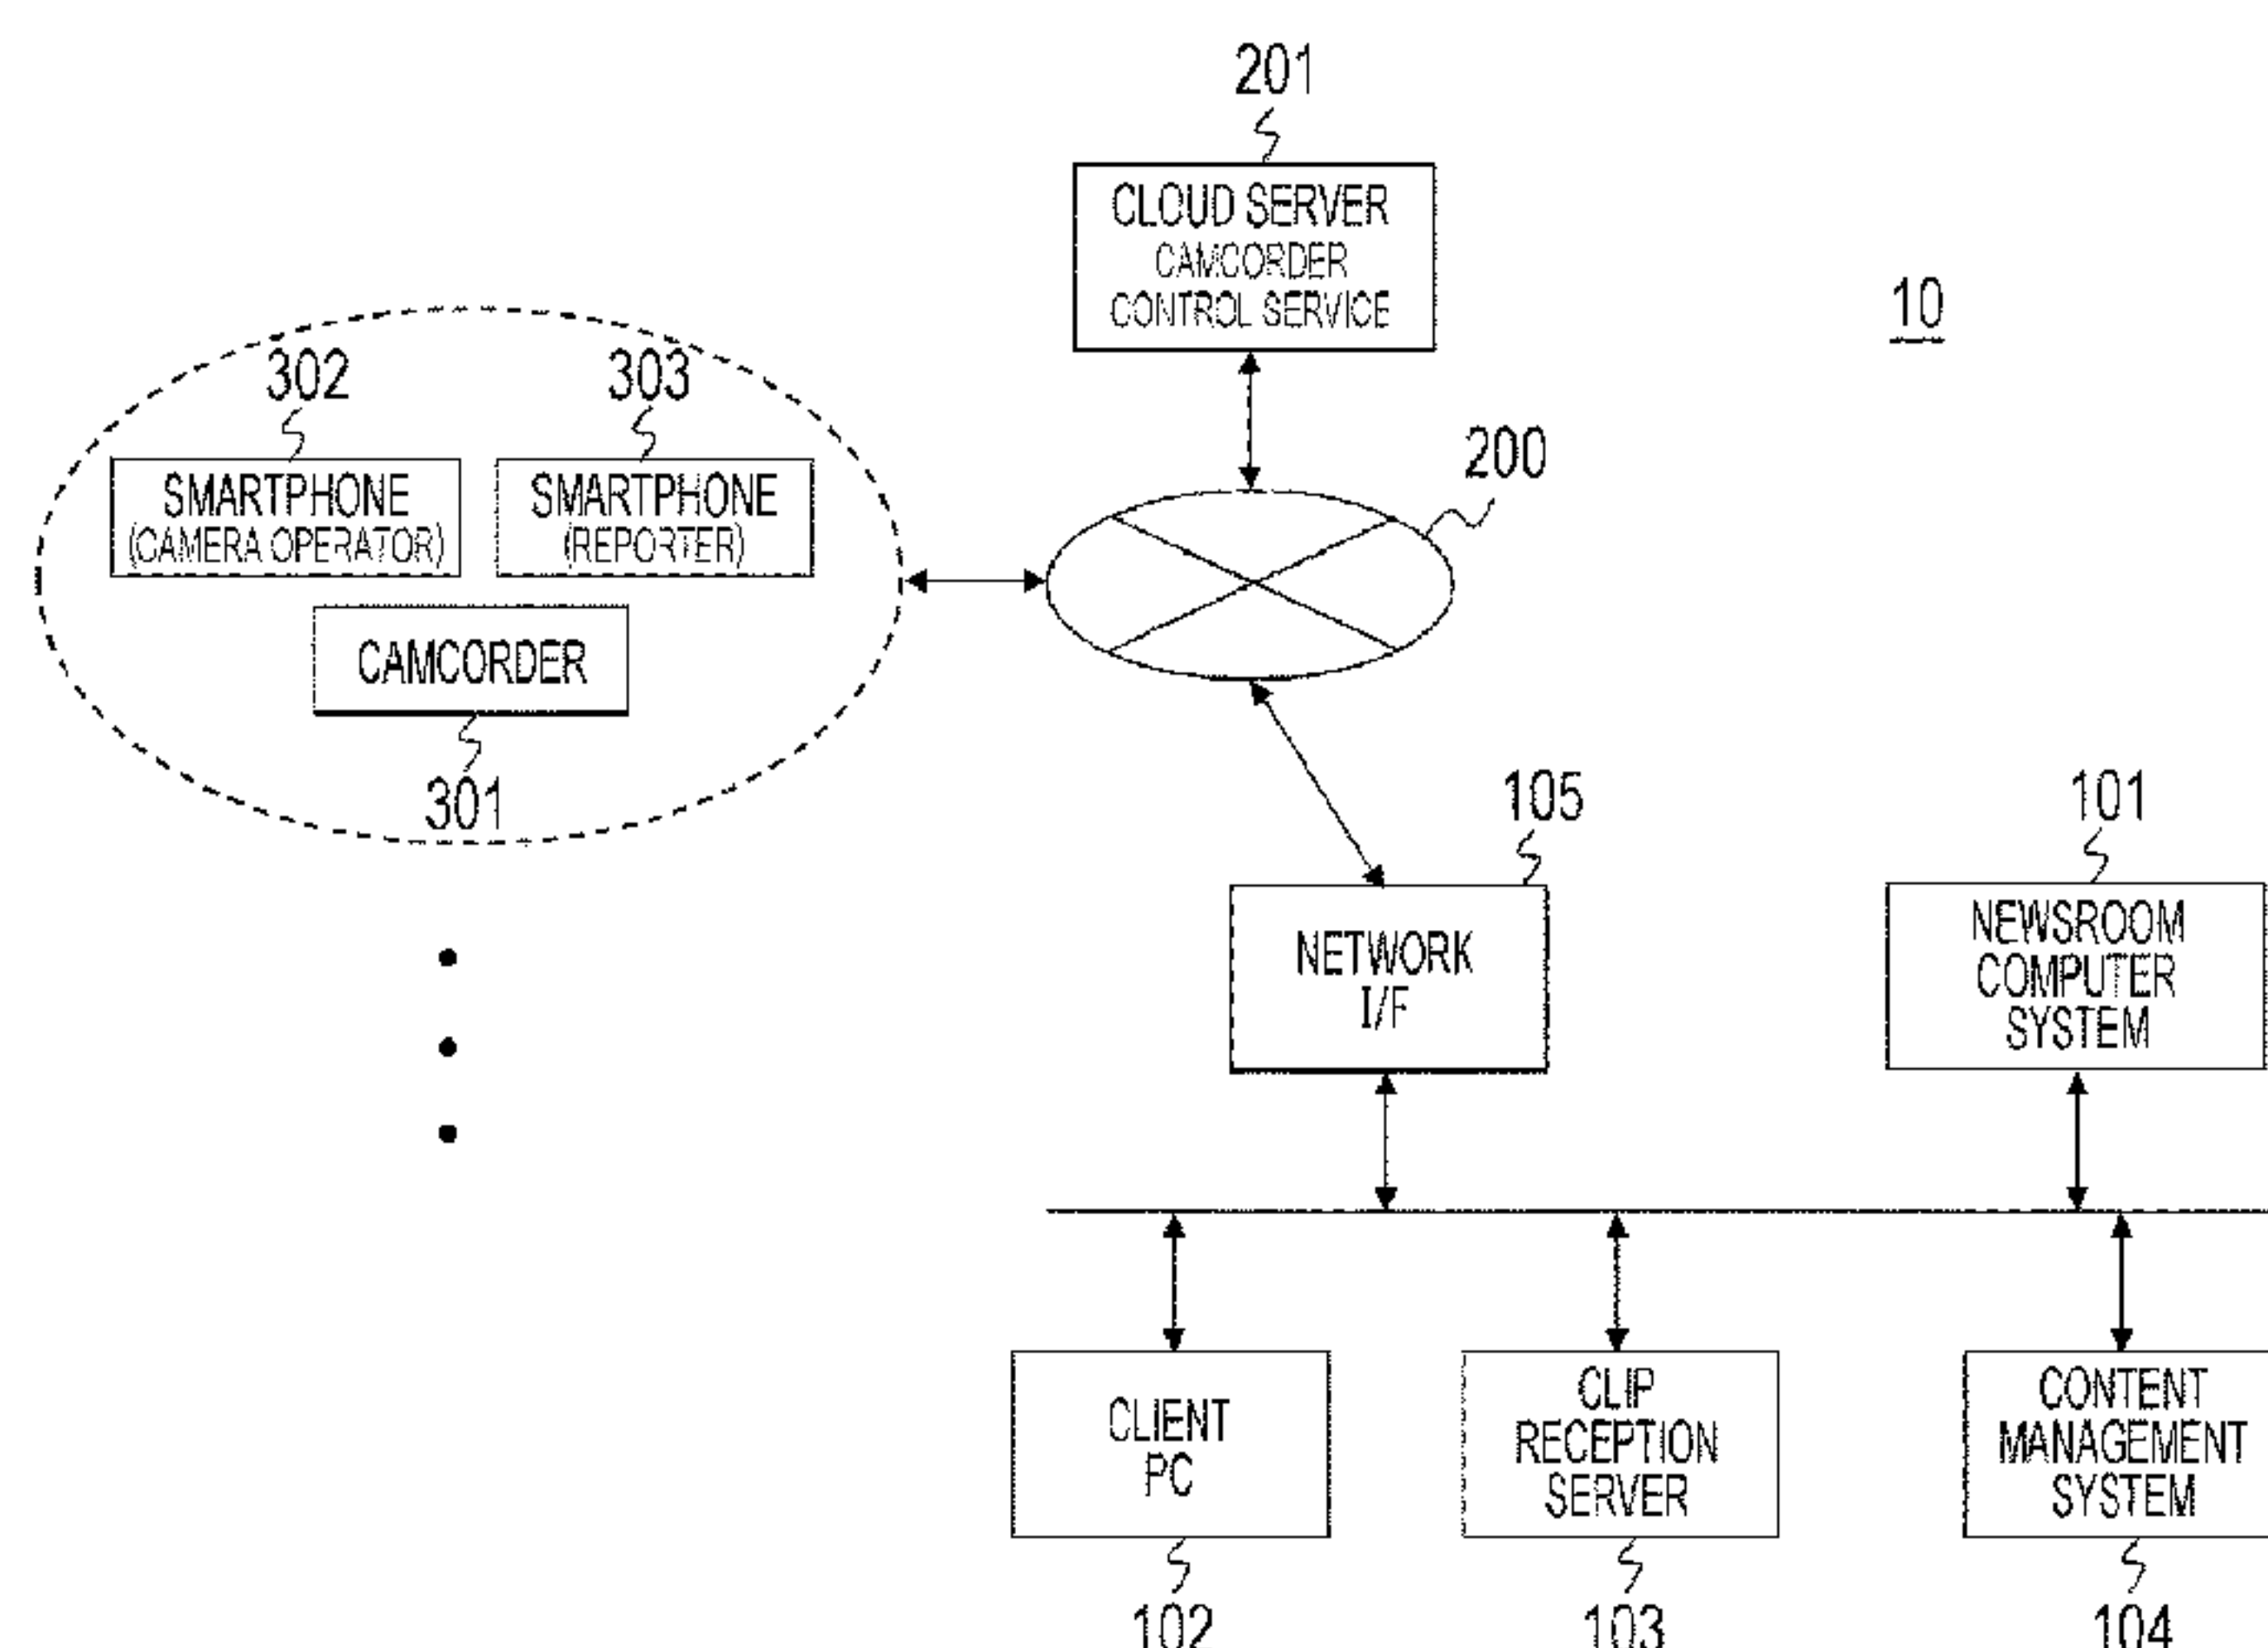 201
CLOUD SERVER
CAMCORDER
CONTROL SERVICE
10
302
303
200
SMARTPHONE
(CAMERA OPERATOR)
SMARTPHONE
(REPORTER)
CAMCORDER
301
105
101
NETWORK
I/F
NEWSROOM
COMPUTER
SYSTEM
CLIENT
PC
CLIP
RECEPTION
SERVER
CONTENT
MANAGEMENT
SYSTEM
102
103
104